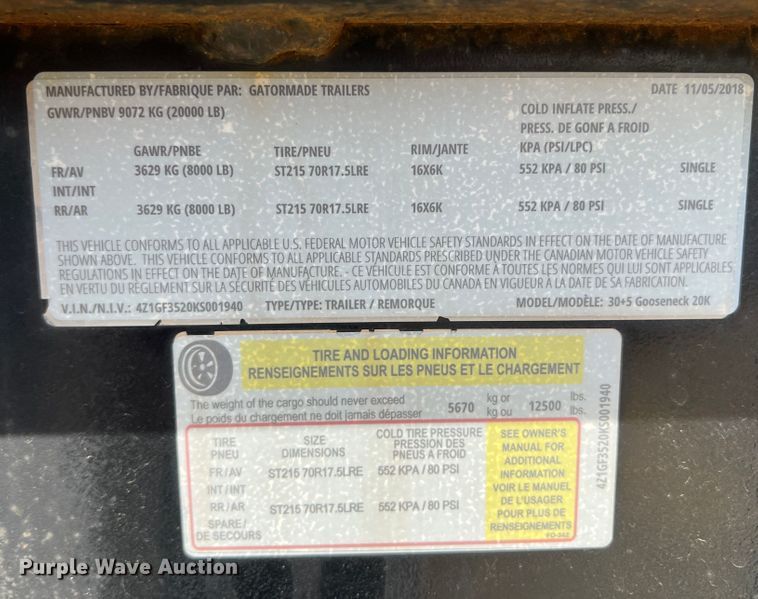 MANUFACTURED BY/FABRIQUE PAR: GATORMADE TRAILERS DATE 11/05/2018
GVWR/PNBV 9072 KG (20000 LB) COLD INFLATE PRESS./
PRESS. DE GONF A FROID
GAWR/PNBE TIRE/PNEU RIM/JANTE KPA (PSI/LPC)
FR/AV 3629 KG (8000 LB) ST215 70R17.5LRE 16X6K 552 KPA / 80 PSI SINGLE
INT/INT
RR/AR 3629 KG (8000 LB) ST215 70R17.5LRE 16X6K 552 KPA / 80 PSI SINGLE
THIS VEHICLE CONFORMS TO ALL APPLICABLE U.S. FEDERAL MOTOR VEHICLE SAFETY STANDARDS IN EFFECT ON THE DATE OF MANUFACTURE
SHOWN ABOVE. THIS VEHICLE CONFORMS TO ALL APPLICABLE STANDARDS PRESCRIBED UNDER THE CANADIAN MOTOR VEHICLE SAFETY
REGULATIONS IN EFFECT ON THE DATE OF MANUFACTURE. - CE VÉHICULE EST CONFORME À TOUTES LES NORMES QUI LUI SONT APPLICABLES
EN VERTU DU RÈGLEMENT SUR LA SÉCURITÉ DES VÉHICULES AUTOMOBILES DU CANADA EN VIGUEUR À LA DATE DE SA FABRICATION.
V.I.N./N.I.V.: 4Z1GF3520KS001940 TYPE/TYPE: TRAILER / REMORQUE MODEL/MODÈLE: 30+5 Gooseneck 20K
TIRE AND LOADING INFORMATION
RENSEIGNEMENTS SUR LES PNEUS ET LE CHARGEMENT
The weight of the cargo should never exceed 5670 kg or 12500 lbs.
Le poids du chargement ne doit jamais dépasser kg ou lbs.
TIRE SIZE COLD TIRE PRESSURE
PNEU DIMENSIONS PRESSION DES
PNEUS A FROID
FR/AV ST215 70R17.5LRE 552 KPA / 80 PSI
INT/INT
RR/AR ST215 70R17.5LRE 552 KPA / 80 PSI
SPARE/
DE SECOURS
SEE OWNER'S
MANUAL FOR
ADDITIONAL
INFORMATION
VOIR LE MANUEL
DE L'USAGER
POUR PLUS DE
RENSEIGNEMENTS
FO-342
4Z1GF3520KS001940
Purple Wave Auction